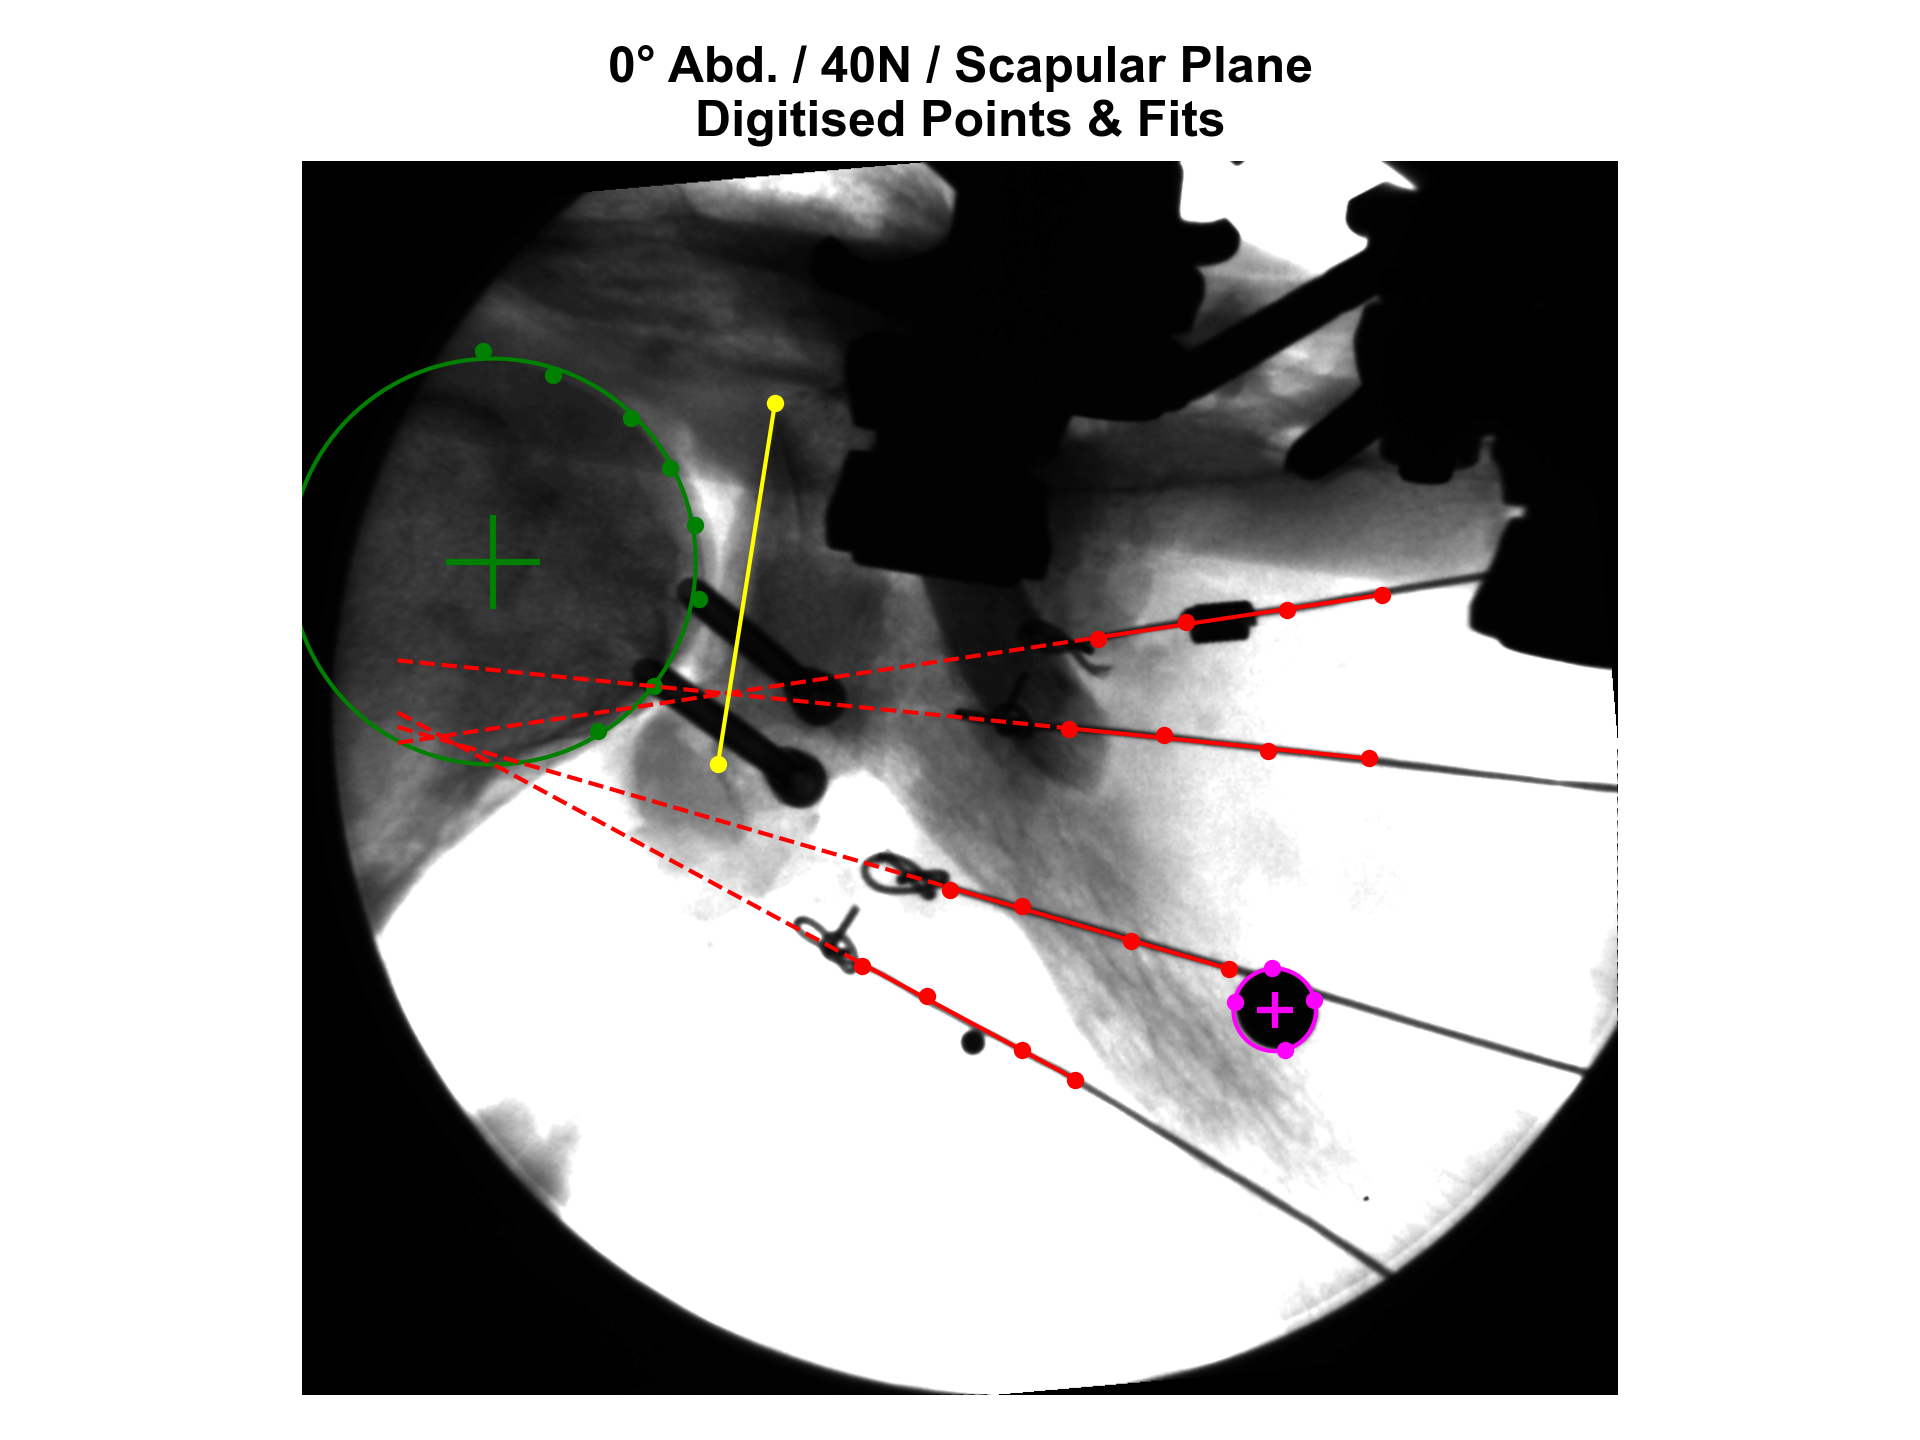 0° Abd. / 40N / Scapular Plane
Digitised Points & Fits